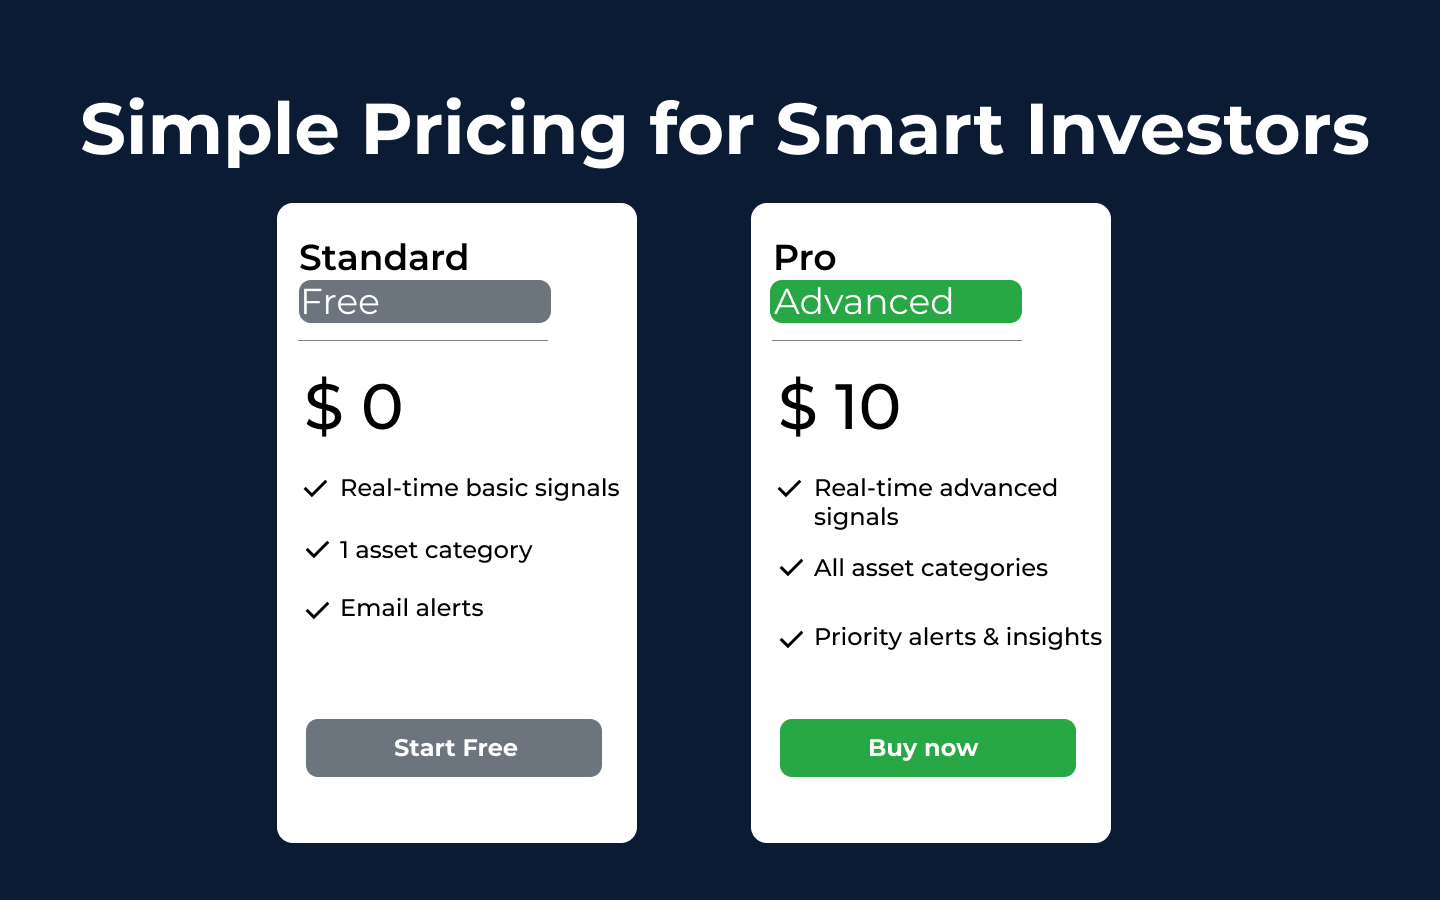 Simple Pricing for Smart Investors
Standard
Free
$ 0
Real-time basic signals
1 asset category
Email alerts
Start Free
Pro
Advanced
$ 10
Real-time advanced
signals
All asset categories
Priority alerts & insights
Buy now